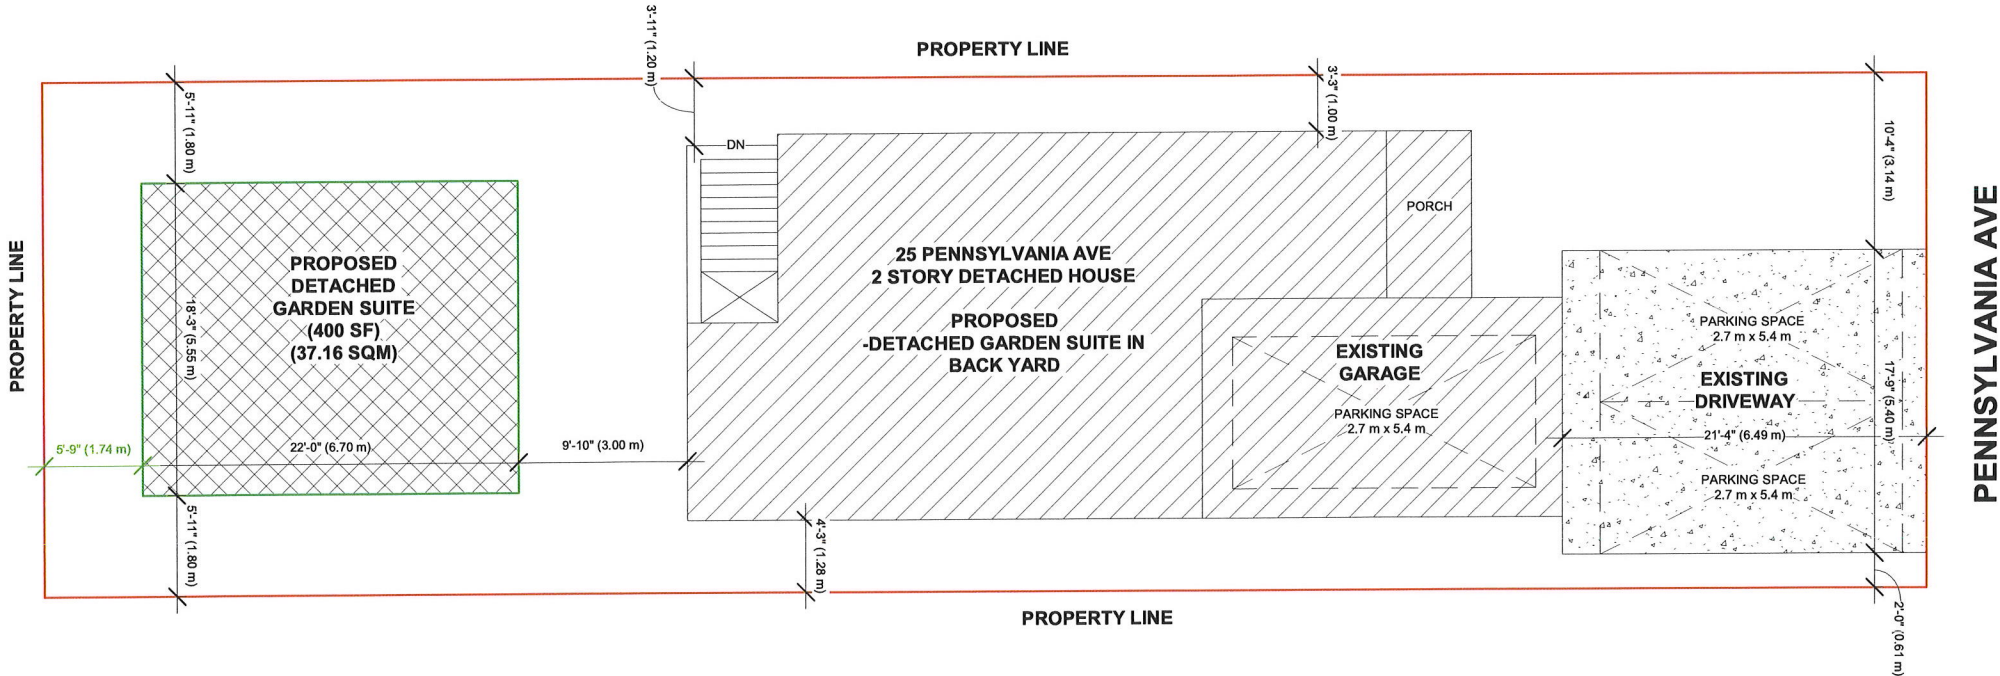 PROPERTY LINE
3'-11" (1.20 m)
3'-3" (1.00 m)
5'-11" (1.80 m)
10'-4" (3.14 m)
DN
PORCH
PROPERTY LINE
PROPOSED
DETACHED
GARDEN SUITE
(400 SF)
(37.16 SQM)
18'-3" (5.55 m)
5'-9" (1.74 m)
22'-0" (6.70 m)
9'-10" (3.00 m)
5'-11" (1.80 m)
25 PENNSYLVANIA AVE
2 STORY DETACHED HOUSE
PROPOSED
-DETACHED GARDEN SUITE IN
BACK YARD
4'-3" (1.28 m)
EXISTING
GARAGE
PARKING SPACE
2.7 m x 5.4 m
PARKING SPACE
2.7 m x 5.4 m
EXISTING
DRIVEWAY
17'-9" (5.40 m)
21'-4" (6.49 m)
PARKING SPACE
2.7 m x 5.4 m
2'-0" (0.61 m)
PENNSYLVANIA AVE
PROPERTY LINE